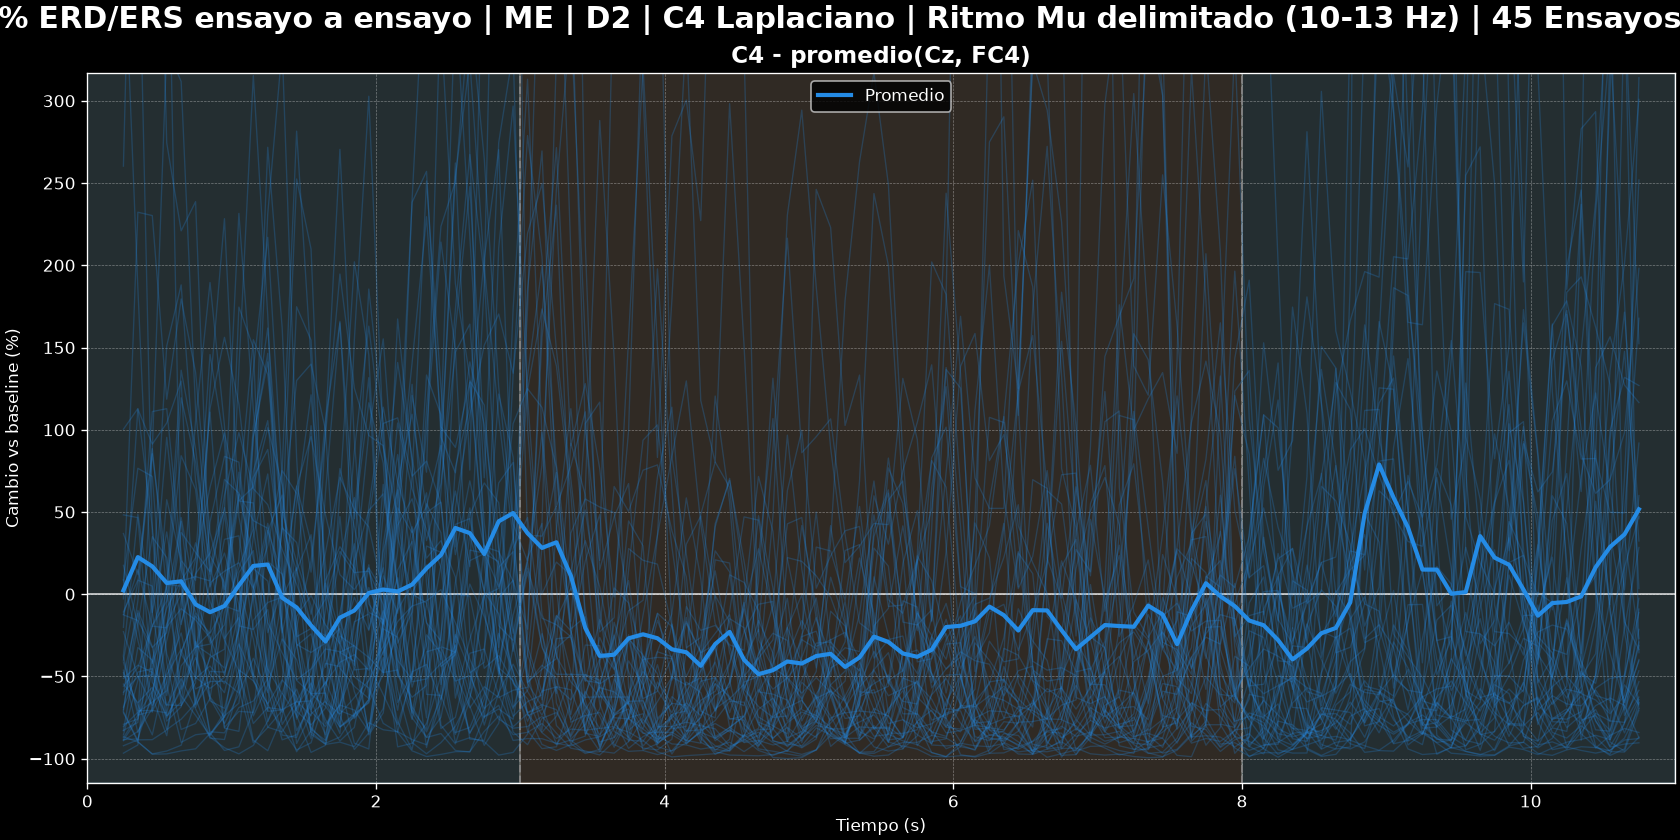 % ERD/ERS ensayo a ensayo | ME | D2 | C4 Laplaciano | Ritmo Mu delimitado (10-13 Hz) | 45 Ensayos
C4 - promedio(Cz, FC4)
Promedio
Cambio vs baseline (%)
300
250
200
150
100
50
0
−50
−100
0 2 4 6 8 10
Tiempo (s)